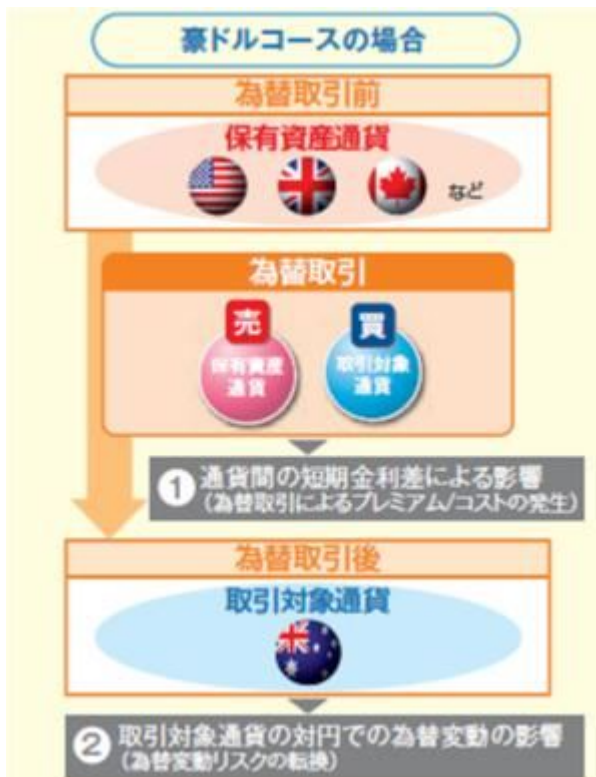 豪ドルコースの場合
為替取引前
保有資産通貨
など
為替取引
売
買
保有資産
通貨
取引対象
通貨
1 通貨間の短期金利差による影響
(為替取引によるプレミアム/コストの発生)
為替取引後
取引対象通貨
2 取引対象通貨の対円での為替変動の影響
(為替変動リスクの転換)